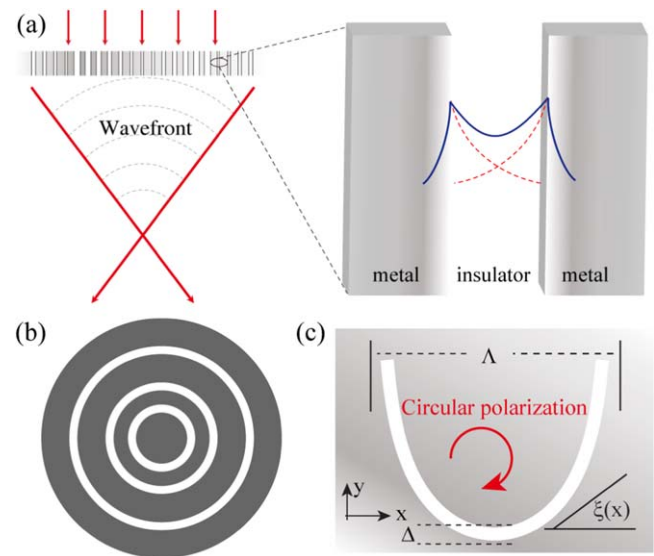 (a)
Wavefront
metal insulator metal
(b)
(c)
Λ
Circular polarization
y
x
Δ
ξ(x)